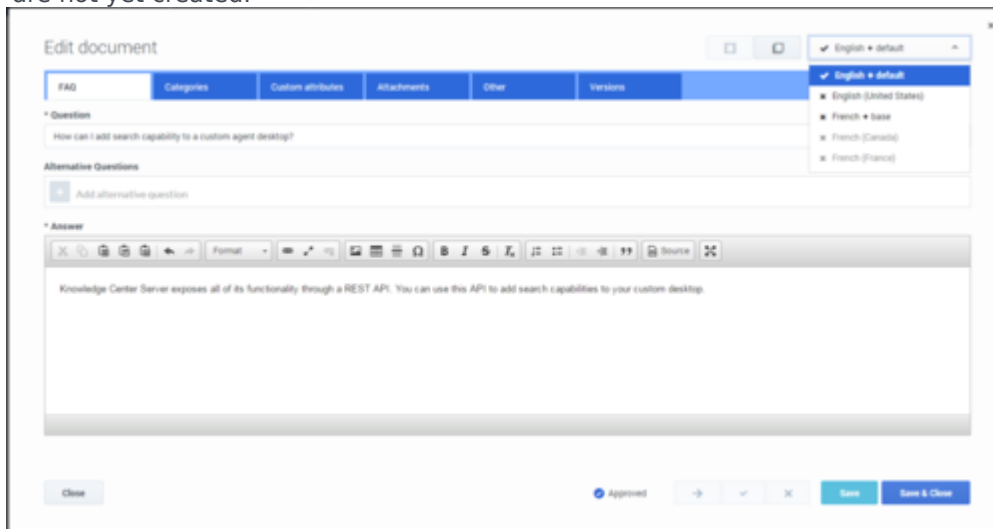 are not yet created.
Edit document
English + default
English + default
English (United States)
French + base
French (Canada)
French (France)
FAQ Categories Custom attributes Attachments Other Versions
* Question
How can I add search capability to a custom agent desktop?
Alternative Questions
Add alternative question
* Answer
Format Source
Knowledge Center Server exposes all of its functionality through a REST API. You can use this API to add search capabilities to your custom desktop.
Close Approved Save Save & Close